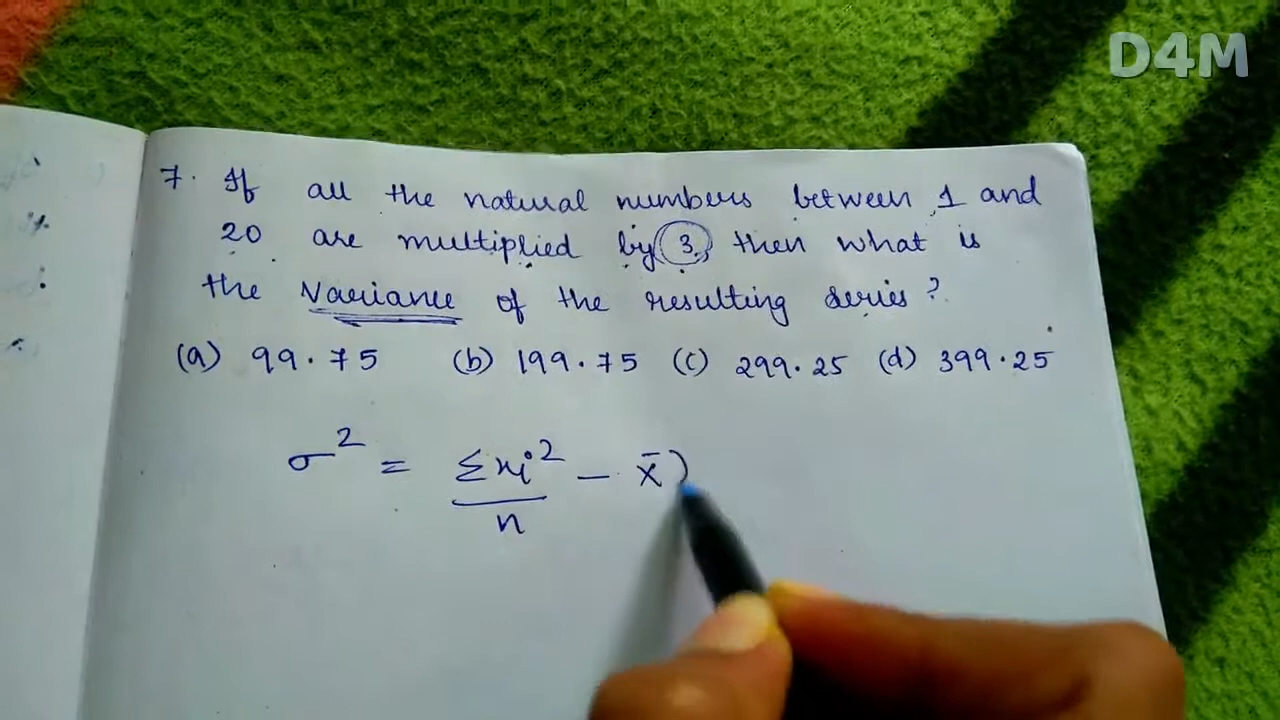 D4M
7. If all the natural numbers between 1 and
20 are multiplied by 3, then what is
the Variance of the resulting series?
(a) 99.75 (b) 199.75 (c) 299.25 (d) 399.25
σ² = Σxi² / n - x̄)